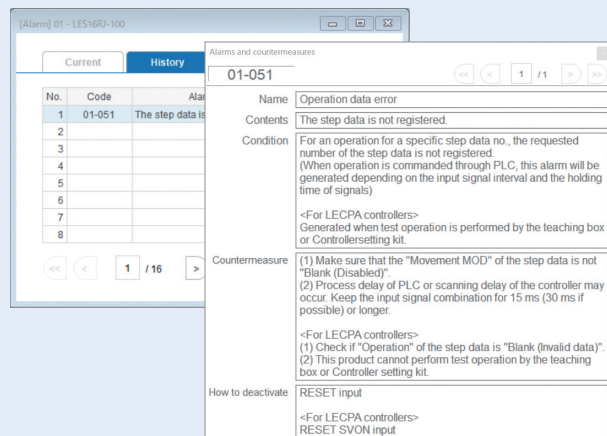 [Alarm] 01 - LES16RJ-100
Current
History
No. Code Alar
1 01-051 The step data is
2
3
4
5
6
7
8
<< < 1 / 16 >
Alarms and countermeasures
01-051
<< < 1 / 1 > >>
Name Operation data error
Contents The step data is not registered.
Condition For an operation for a specific step data no., the requested
number of the step data is not registered.
(When operation is commanded through PLC, this alarm will be
generated depending on the input signal interval and the holding
time of signals)
<For LECPA controllers>
Generated when test operation is performed by the teaching box
or Controllersetting kit.
Countermeasure (1) Make sure that the "Movement MOD" of the step data is not
"Blank (Disabled)".
(2) Process delay of PLC or scanning delay of the controller may
occur. Keep the input signal combination for 15 ms (30 ms if
possible) or longer.
<For LECPA controllers>
(1) Check if "Operation" of the step data is "Blank (Invalid data)".
(2) This product cannot perform test operation by the teaching
box or Controller setting kit.
How to deactivate RESET input
<For LECPA controllers>
RESET SVON input